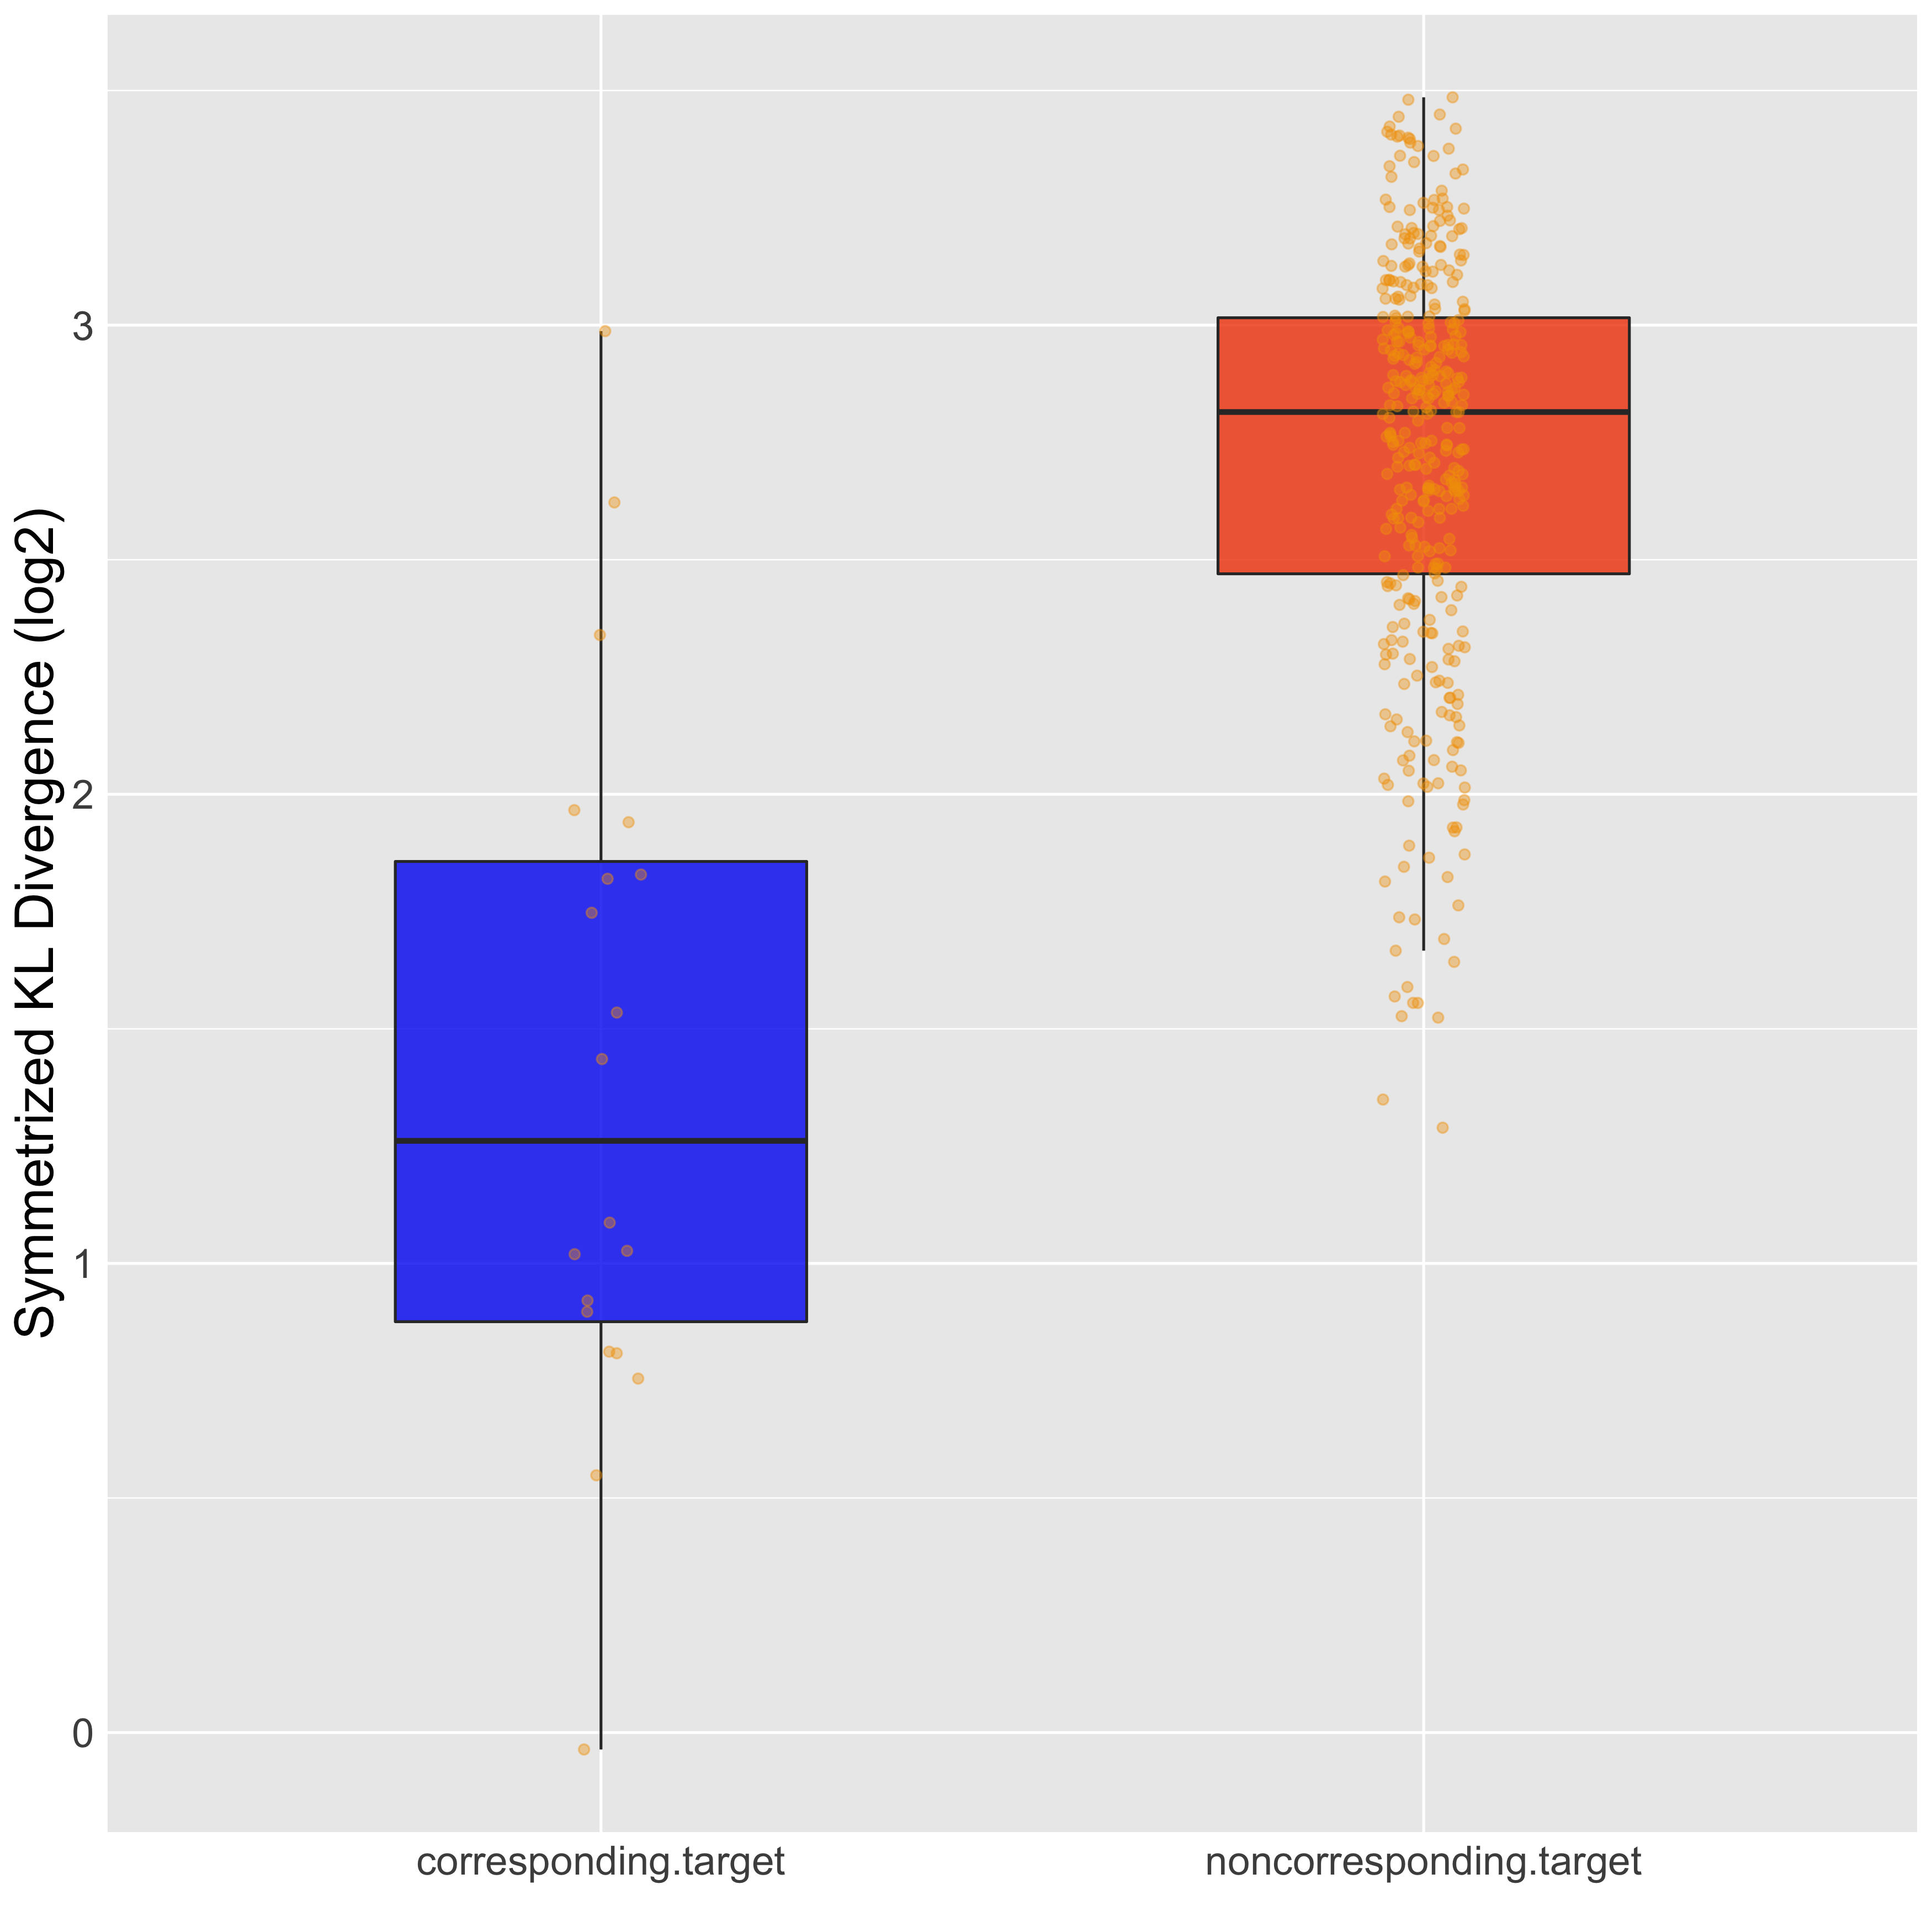 Symmetrized KL Divergence (log2)
3
2
1
0
corresponding.target
noncorresponding.target